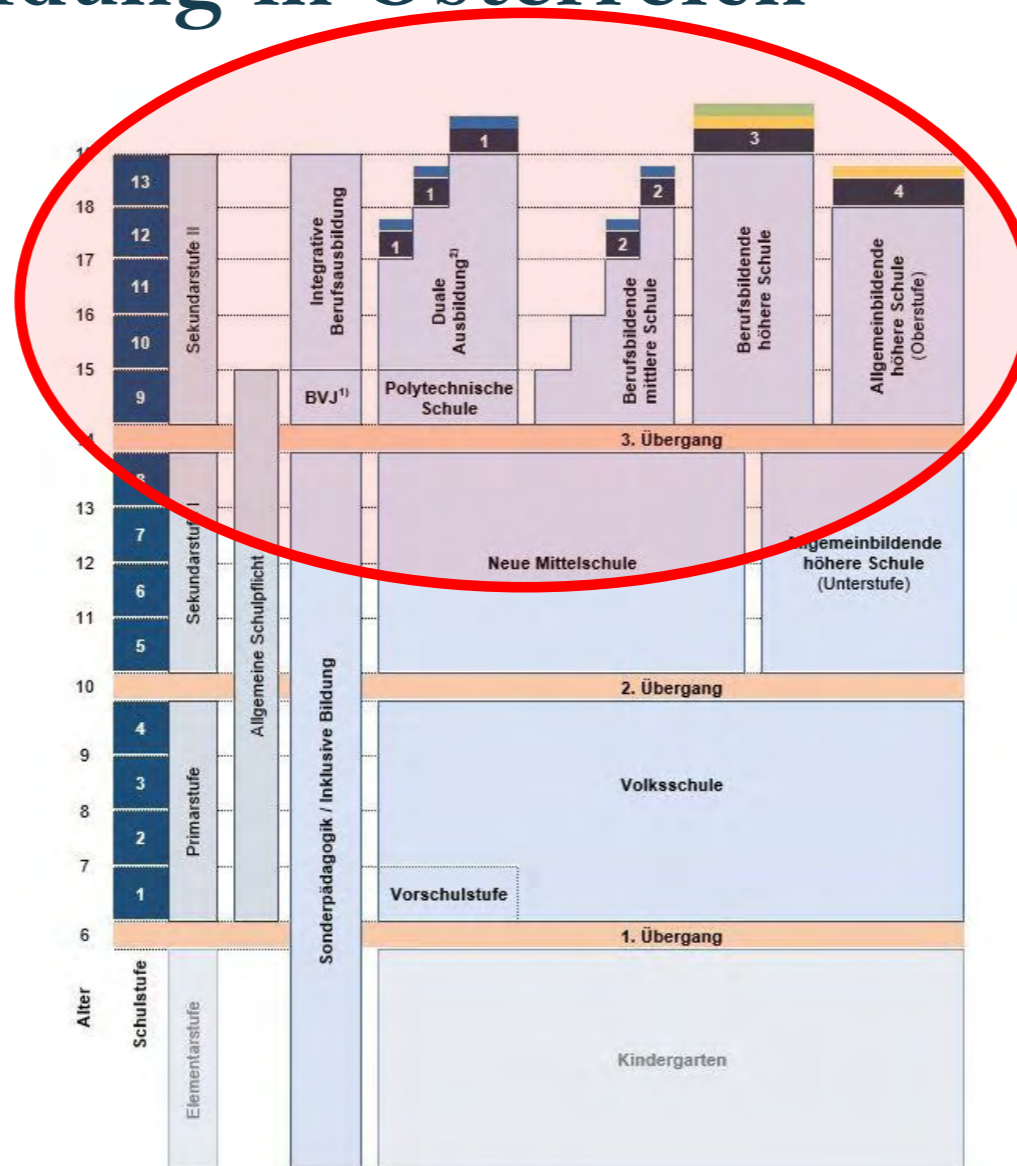 in Österreich
1
3
1
2
4
13
18
12
1
2
17
11
16
10
15
9
Sekundarstufe II
Integrative
Berufsausbildung
Duale
Ausbildung²⁾
Berufsbildende
mittlere Schule
Berufsbildende
höhere Schule
Allgemeinbildende
höhere Schule
(Oberstufe)
BVJ¹⁾
Polytechnische
Schule
3. Übergang
8
13
7
12
6
11
5
Sekundarstufe I
Allgemeine Schulpflicht
Neue Mittelschule
Allgemeinbildende
höhere Schule
(Unterstufe)
10
2. Übergang
4
9
3
8
2
7
1
Primarstufe
Sonderpädagogik / Inklusive Bildung
Volksschule
Vorschulstufe
6
1. Übergang
Alter
Schulstufe
Elementarstufe
Kindergarten